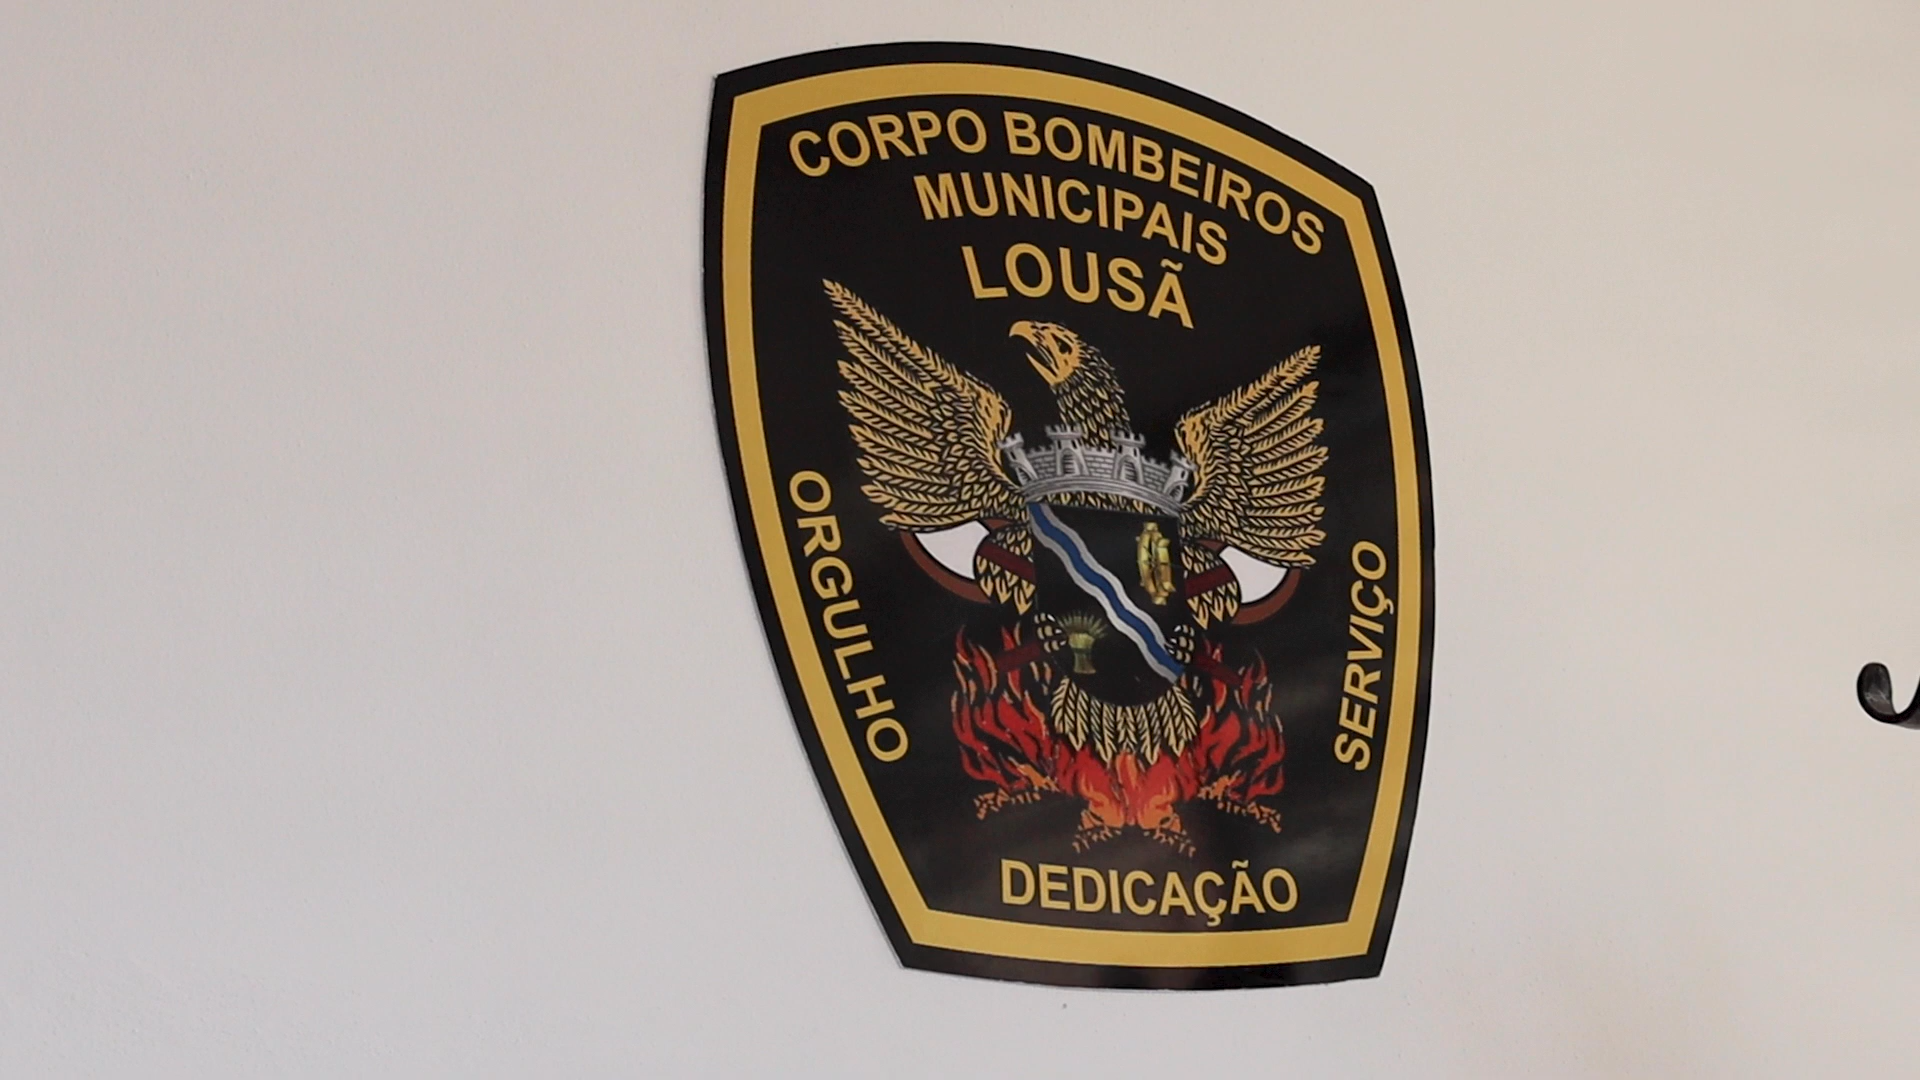 CORPO BOMBEIROS
MUNICIPAIS
LOUSÃ
ORGULHO
SERVIÇO
DEDICAÇÃO